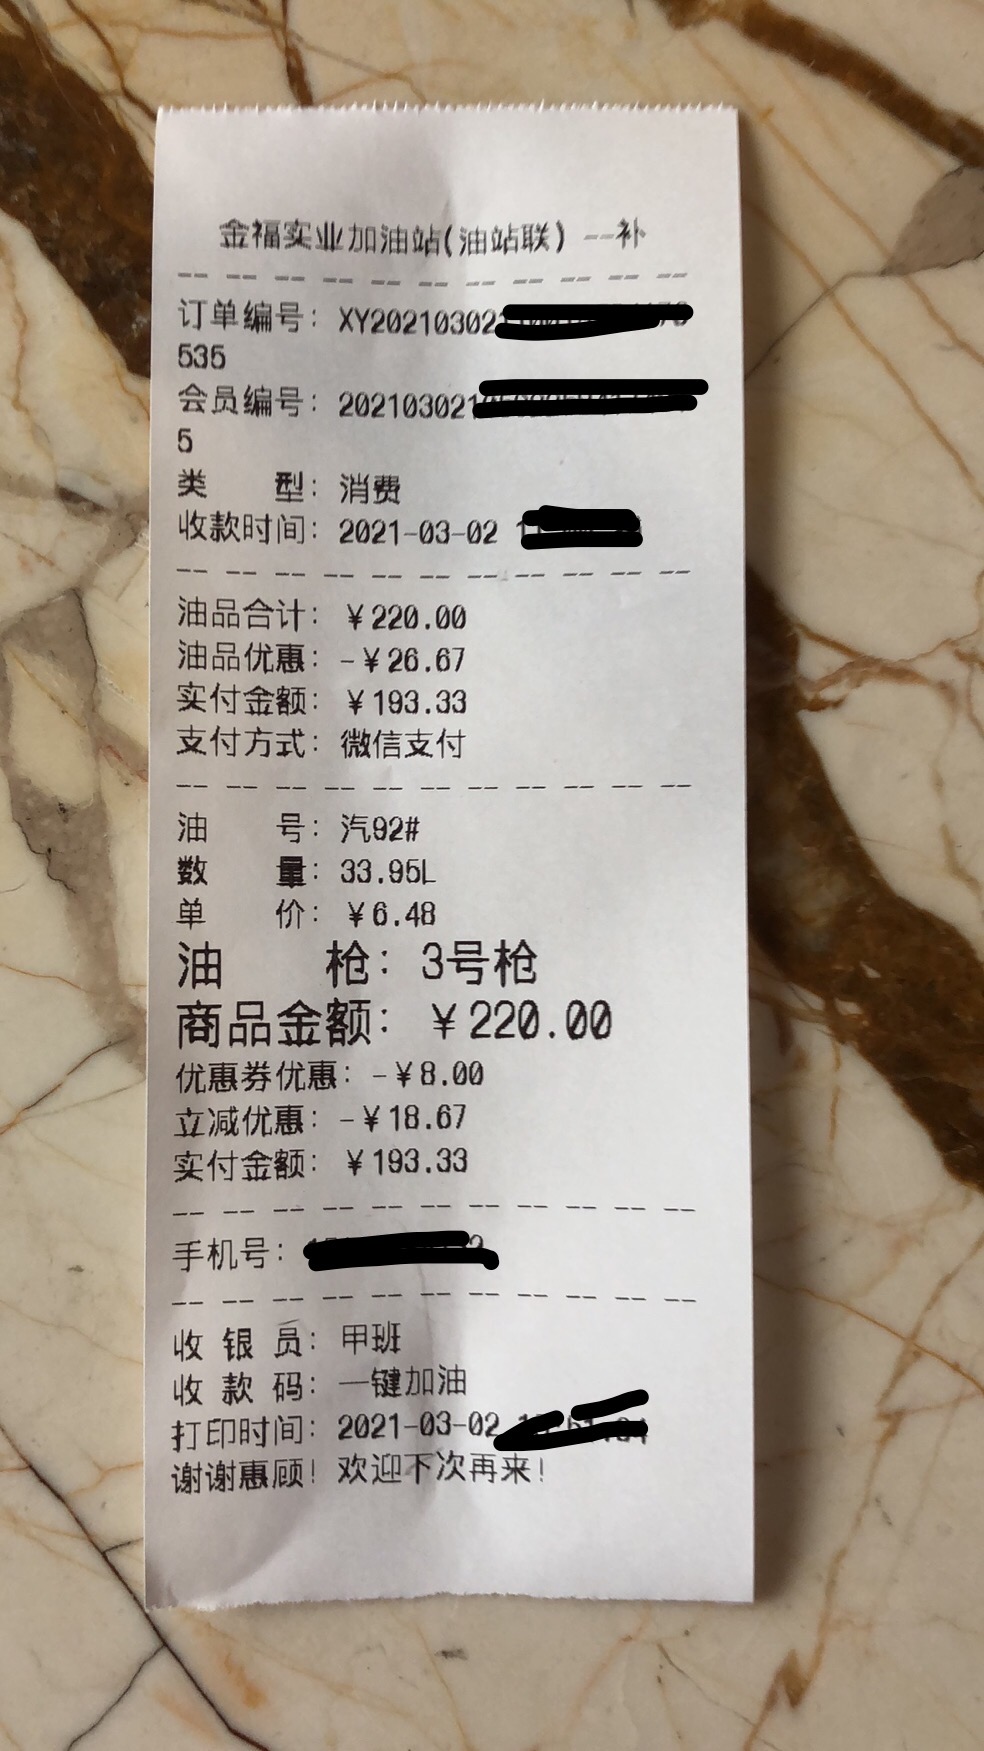 金福实业加油站(油站联) --补
订单编号: XY202103023
535
会员编号: 2021030210
5
类 型: 消费
收款时间: 2021-03-02
油品合计: ¥220.00
油品优惠: -¥26.67
实付金额: ¥193.33
支付方式: 微信支付
油 号: 汽92#
数 量: 33.95L
单 价: ¥6.48
油 枪: 3号枪
商品金额: ¥220.00
优惠券优惠: -¥8.00
立减优惠: -¥18.67
实付金额: ¥193.33
手机号:
收 银 员: 甲班
收 款 码: 一键加油
打印时间: 2021-03-02
谢谢惠顾! 欢迎下次再来!